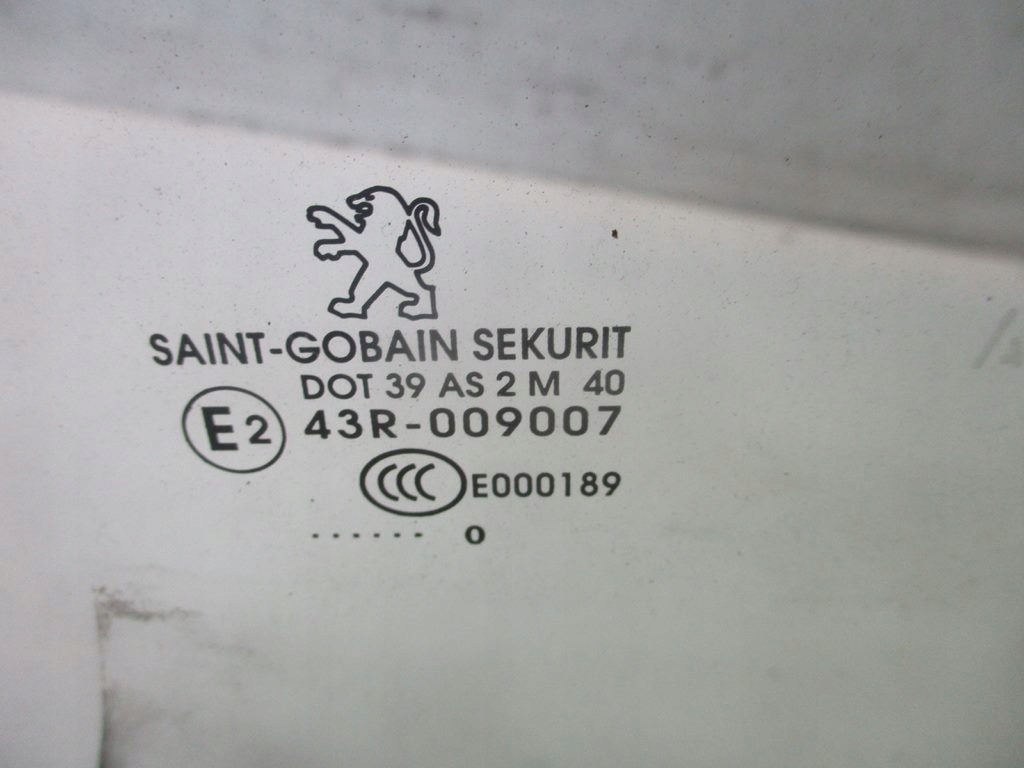 SAINT-GOBAIN SEKURIT
DOT 39 AS 2 M 40
E2 43R-009007
CCC E000189
...... o